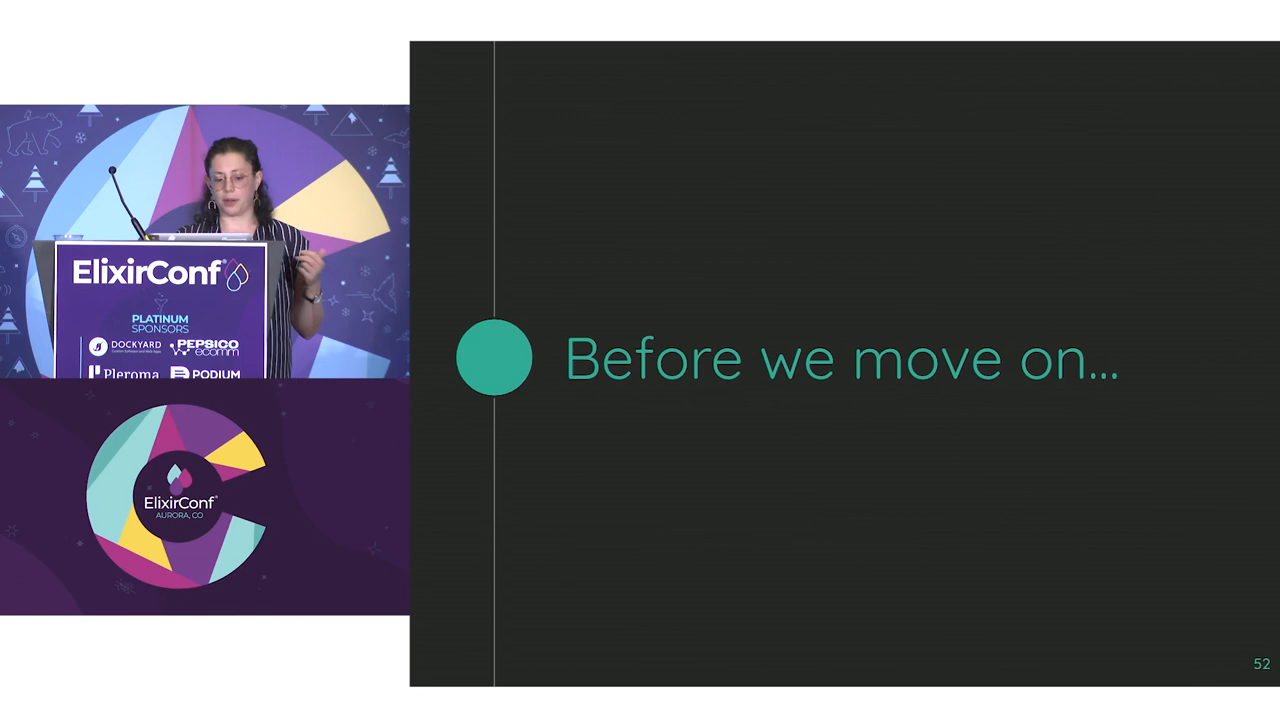 ElixirConf
PLATINUM
SPONSORS
DOCKYARD
PEPSICO
ecomm
Pleroma
PODIUM
ElixirConf
AURORA, CO
Before we move on...
52